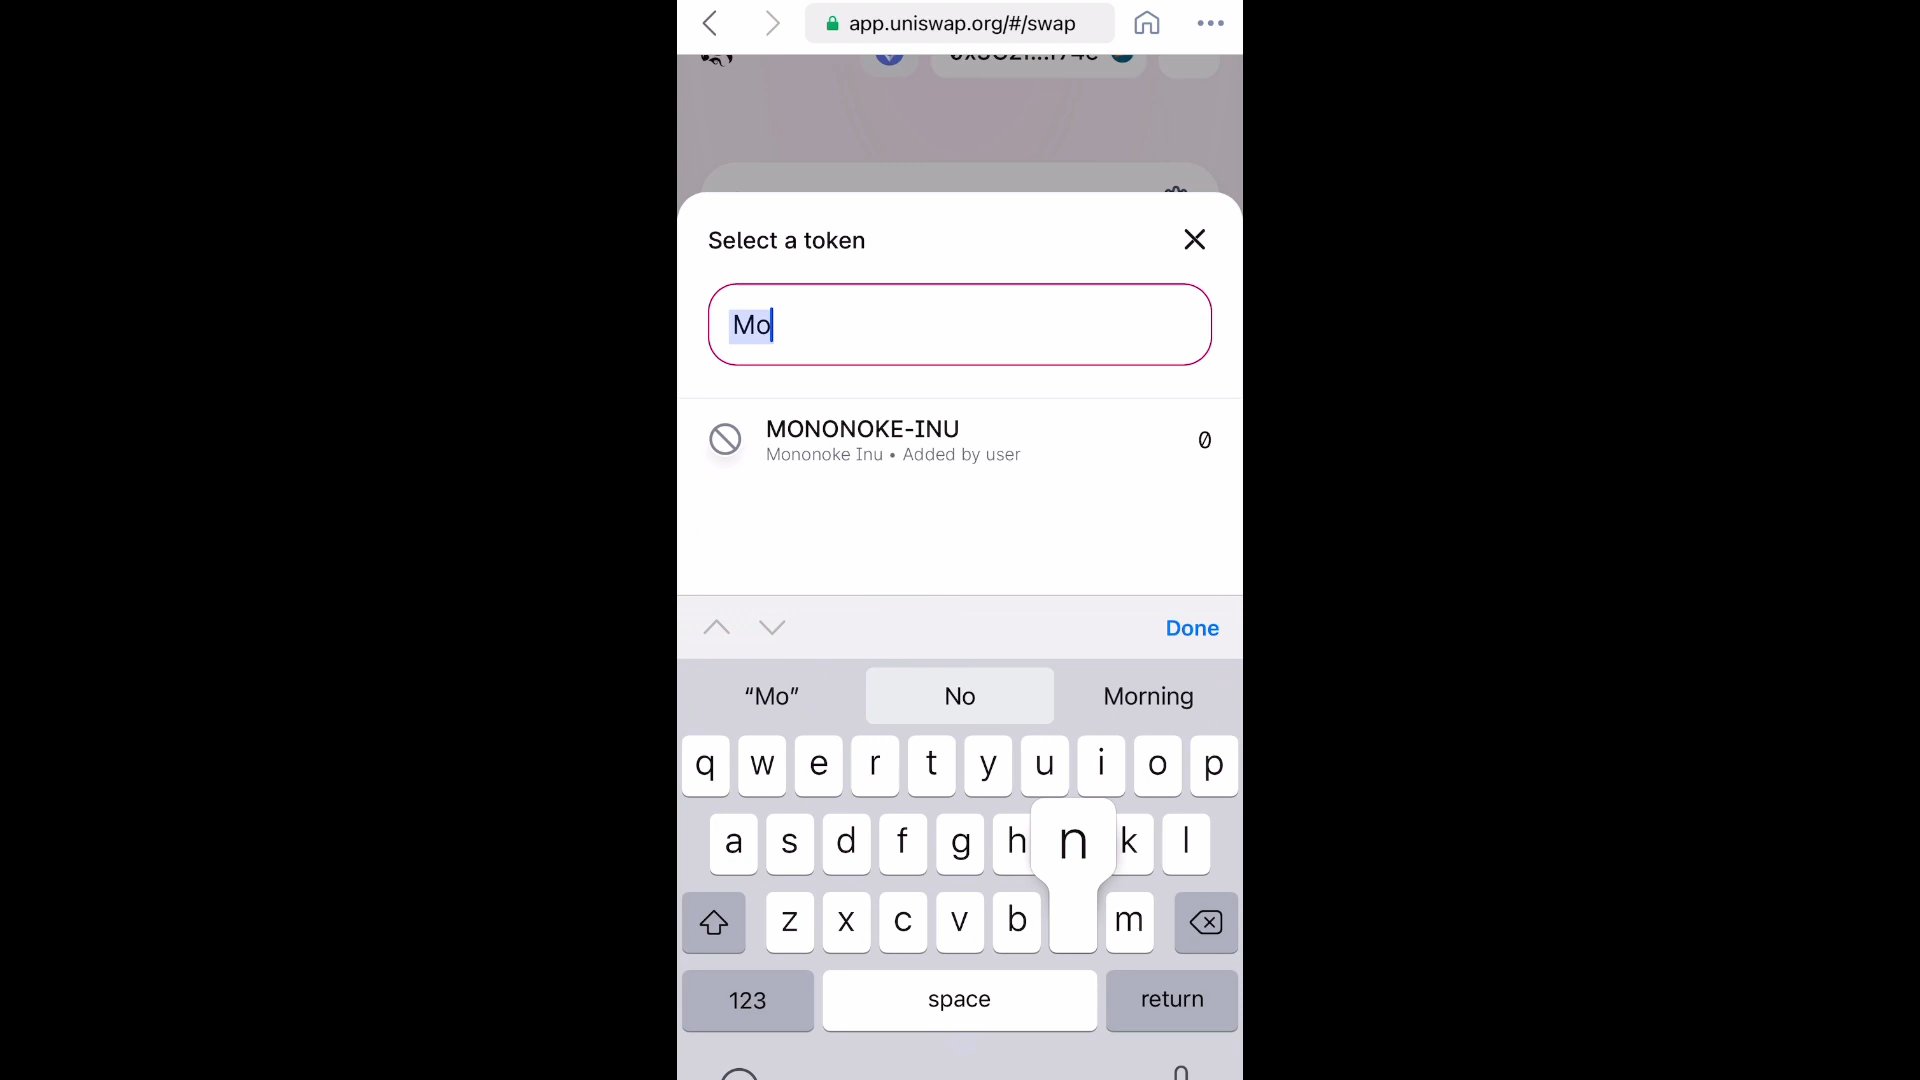 app.uniswap.org/#/swap
Select a token
Mo
MONONOKE-INU
0
Mononoke Inu • Added by user
Done
“Mo” No Morning
q w e r t y u i o p
a s d f g h n k l
z x c v b m
123 space return